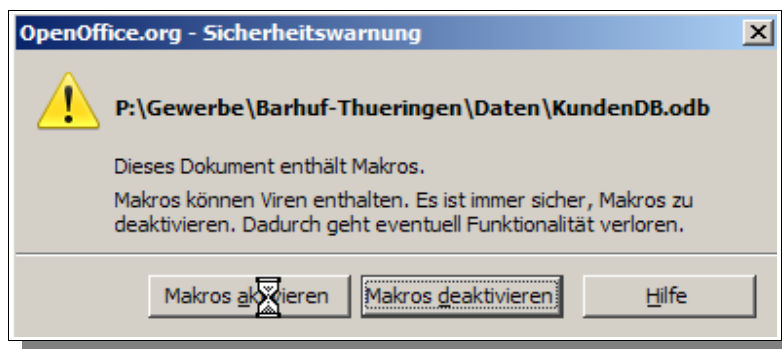 OpenOffice.org - Sicherheitswarnung
P:\Gewerbe\Barhuf-Thueringen\Daten\KundenDB.odb
Dieses Dokument enthält Makros.
Makros können Viren enthalten. Es ist immer sicher, Makros zu
deaktivieren. Dadurch geht eventuell Funktionalität verloren.
Makros aktivieren Makros deaktivieren Hilfe